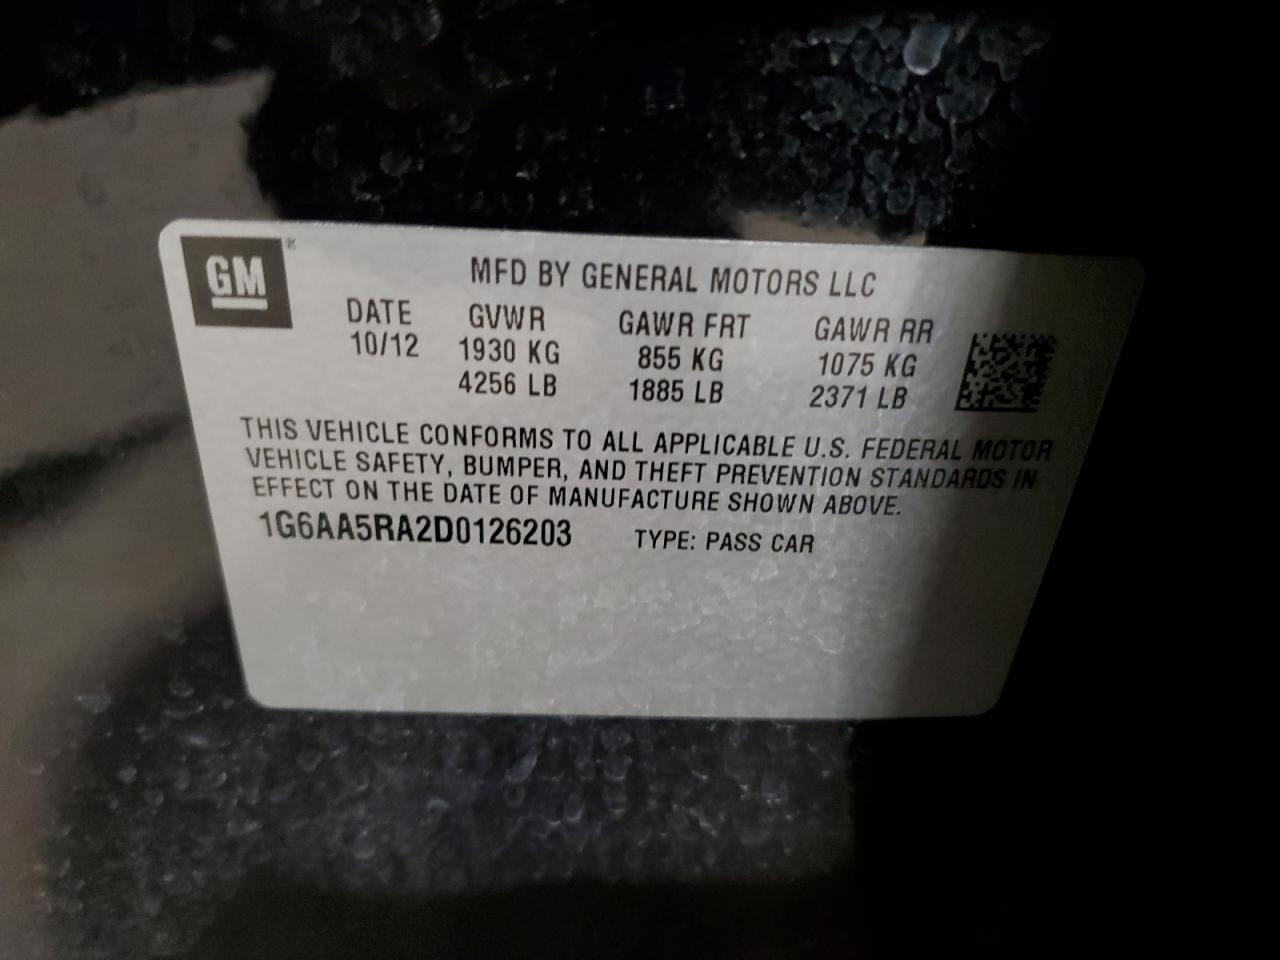 GM®
MFD BY GENERAL MOTORS LLC
DATE GVWR GAWR FRT GAWR RR
10/12 1930 KG 855 KG 1075 KG
4256 LB 1885 LB 2371 LB
THIS VEHICLE CONFORMS TO ALL APPLICABLE U.S. FEDERAL MOTOR
VEHICLE SAFETY, BUMPER, AND THEFT PREVENTION STANDARDS IN
EFFECT ON THE DATE OF MANUFACTURE SHOWN ABOVE.
1G6AA5RA2D0126203 TYPE: PASS CAR